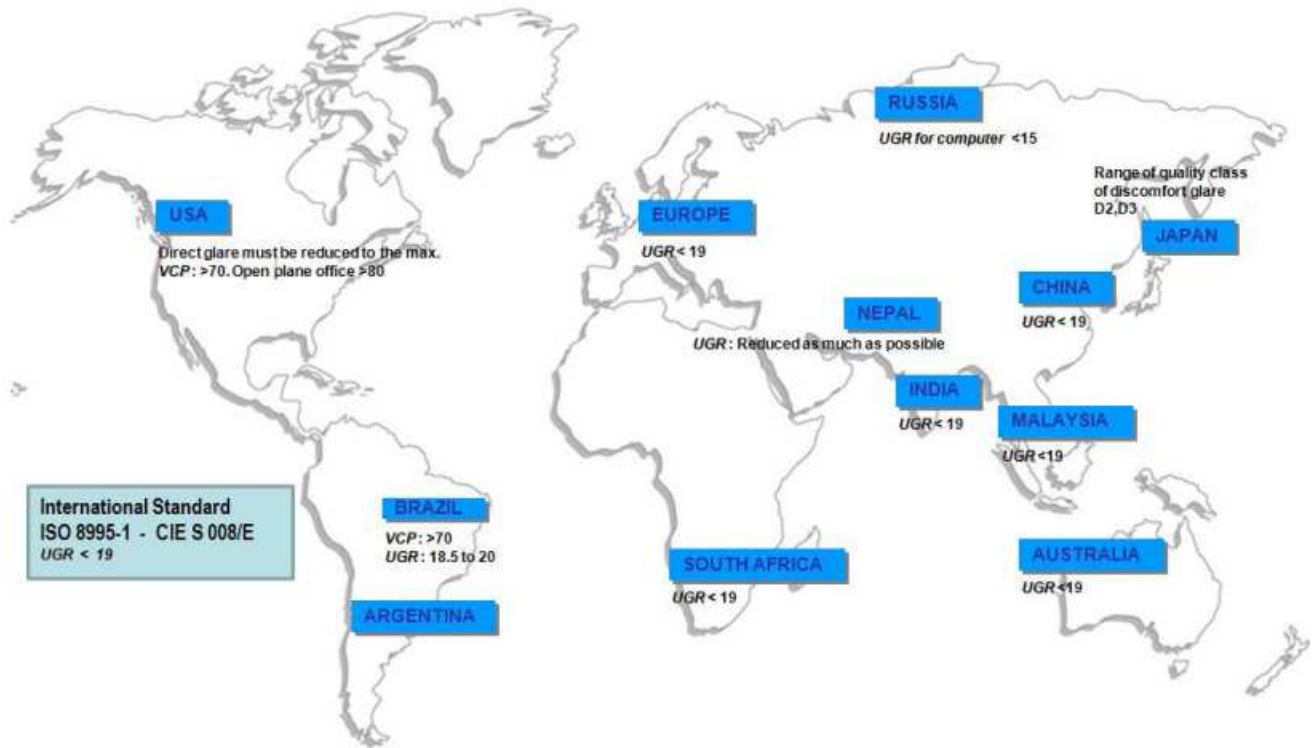 RUSSIA
UGR for computer <15
Range of quality class
of discomfort glare
D2,D3
JAPAN
USA
Direct glare must be reduced to the max.
VCP : >70. Open plane office >80
EUROPE
UGR < 19
CHINA
UGR < 19
NEPAL
UGR : Reduced as much as possible
INDIA
UGR < 19
MALAYSIA
UGR <19
International Standard
ISO 8995-1 - CIE S 008/E
UGR < 19
BRAZIL
VCP : >70
UGR : 18.5 to 20
SOUTH AFRICA
UGR < 19
AUSTRALIA
UGR <19
ARGENTINA